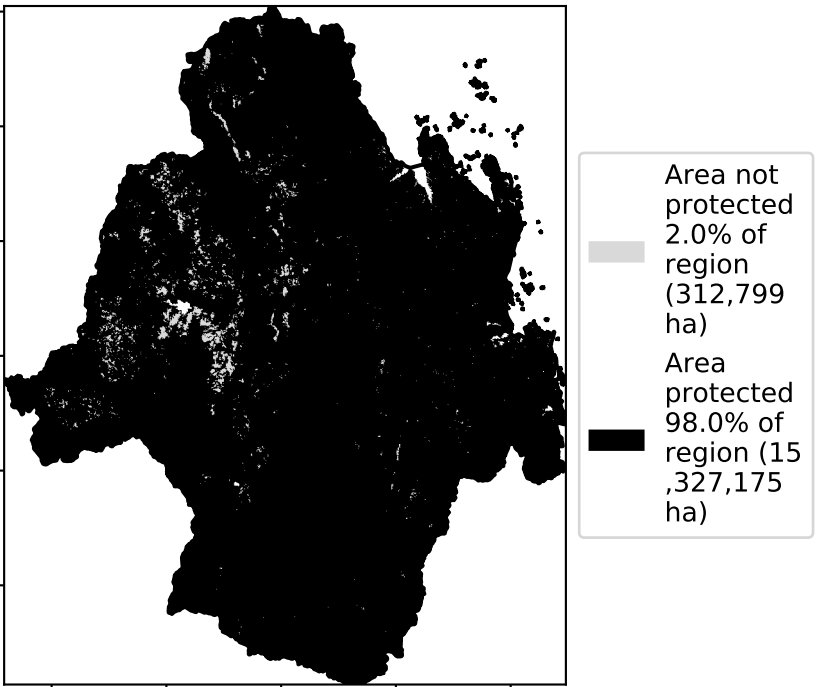 Area not
protected
2.0% of
region
(312,799
ha)
Area
protected
98.0% of
region (15
,327,175
ha)